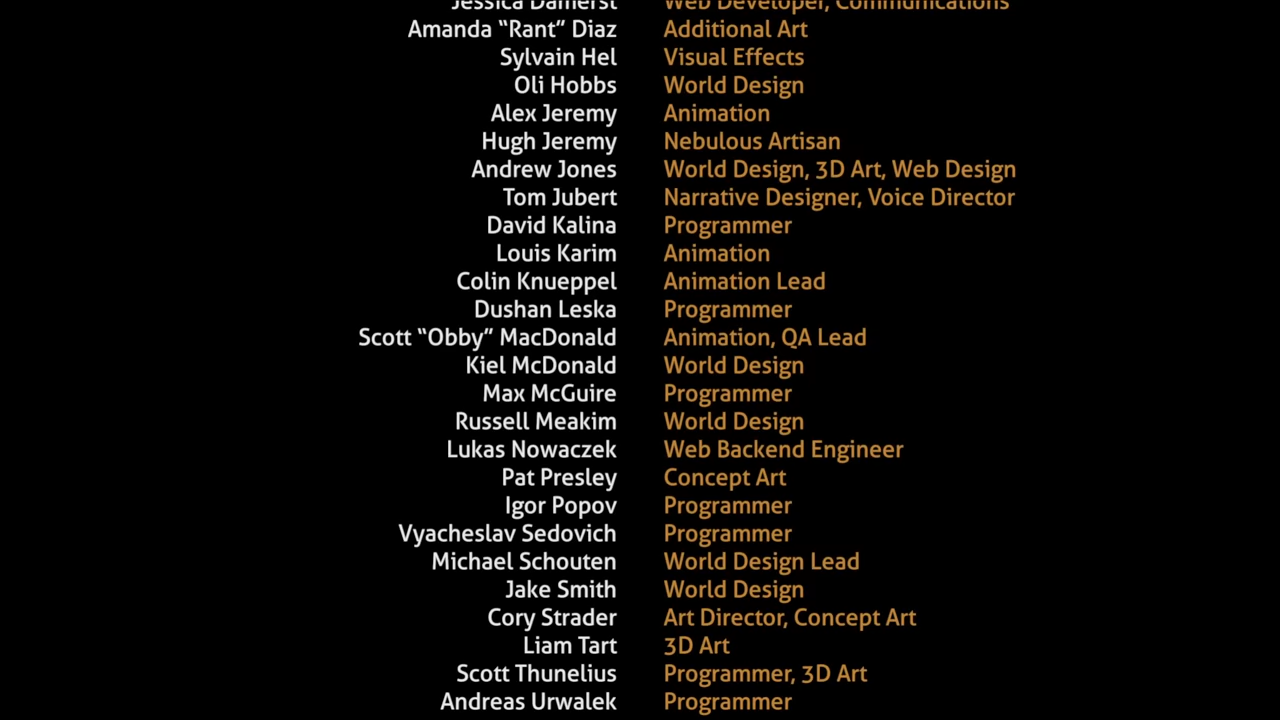 Jessica Damerst Web Developer, Communications
Amanda “Rant” Diaz Additional Art
Sylvain Hel Visual Effects
Oli Hobbs World Design
Alex Jeremy Animation
Hugh Jeremy Nebulous Artisan
Andrew Jones World Design, 3D Art, Web Design
Tom Jubert Narrative Designer, Voice Director
David Kalina Programmer
Louis Karim Animation
Colin Knueppel Animation Lead
Dushan Leska Programmer
Scott “Obby” MacDonald Animation, QA Lead
Kiel McDonald World Design
Max McGuire Programmer
Russell Meakim World Design
Lukas Nowaczek Web Backend Engineer
Pat Presley Concept Art
Igor Popov Programmer
Vyacheslav Sedovich Programmer
Michael Schouten World Design Lead
Jake Smith World Design
Cory Strader Art Director, Concept Art
Liam Tart 3D Art
Scott Thunelius Programmer, 3D Art
Andreas Urwalek Programmer